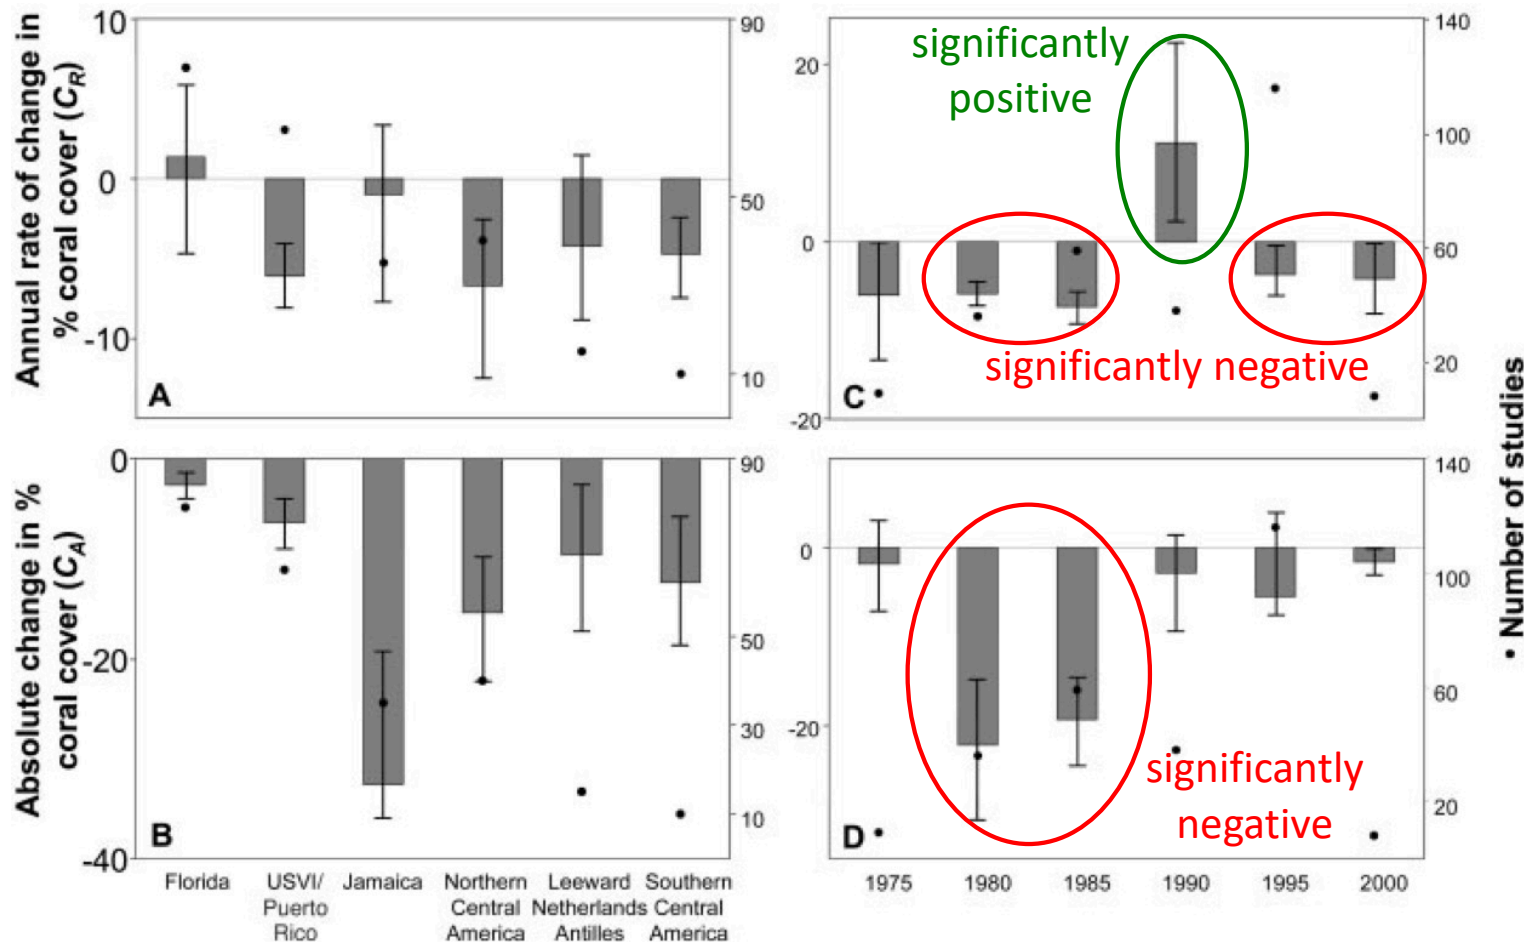 Annual rate of change in
% coral cover (C_R)
10
0
-10
90
50
10
A
20
0
-20
140
100
60
20
significantly
positive
significantly negative
C
Absolute change in %
coral cover (C_A)
0
-20
-40
90
50
30
10
B
Florida
USVI/
Puerto
Rico
Jamaica
Northern
Central
America
Leeward
Netherlands
Antilles
Southern
Central
America
0
-20
140
100
60
20
significantly
negative
D
1975
1980
1985
1990
1995
2000
• Number of studies